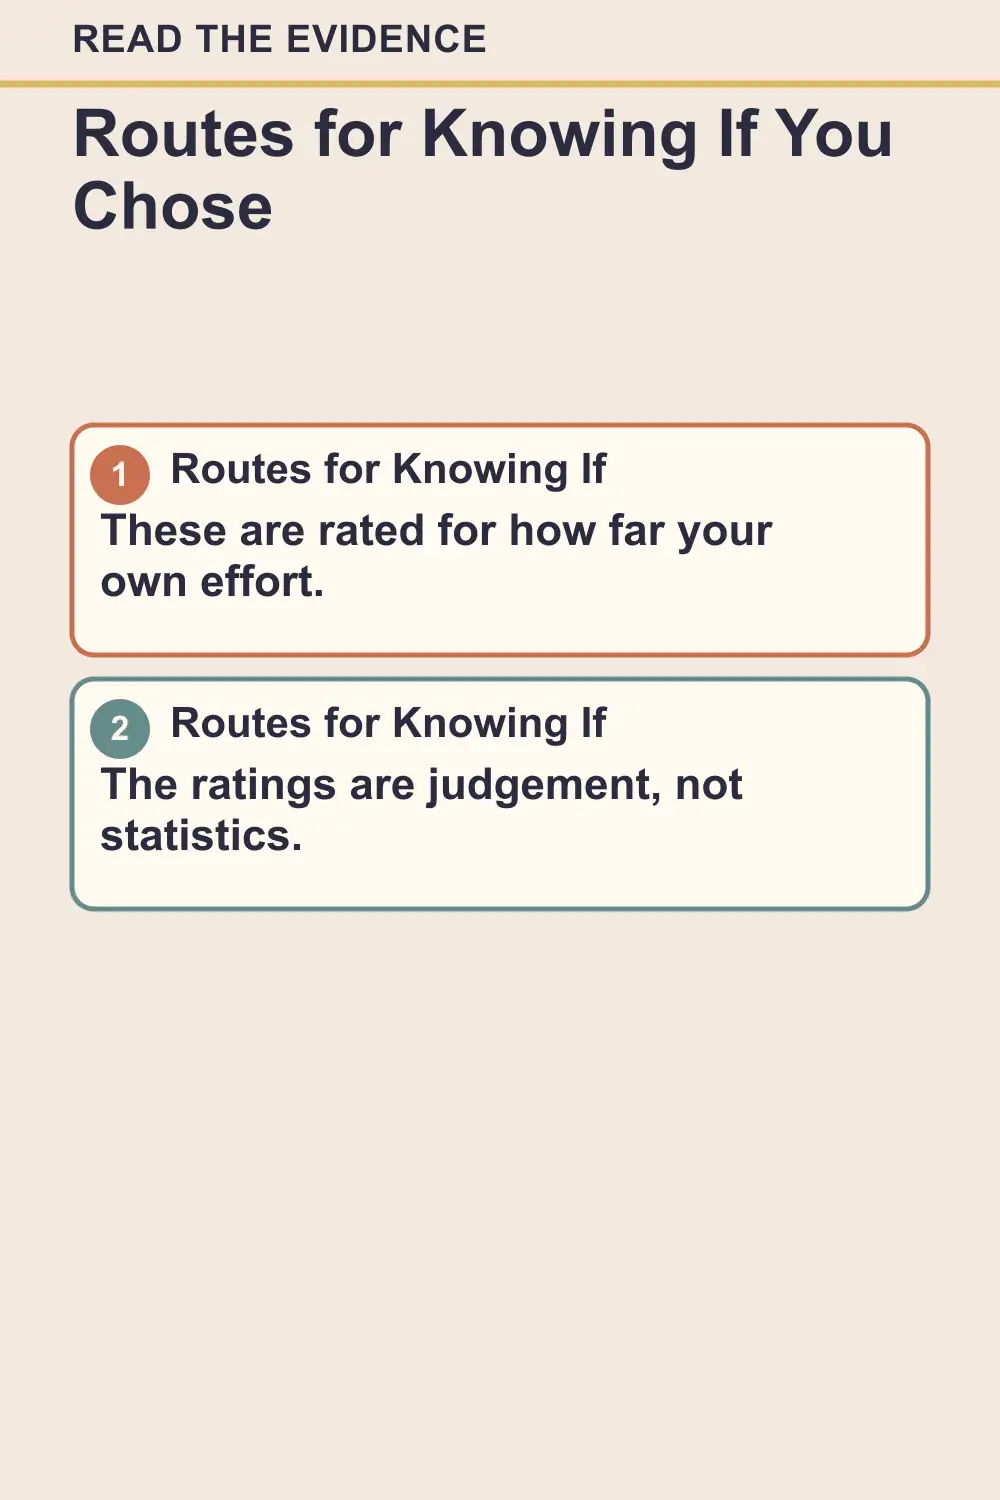 READ THE EVIDENCE
Routes for Knowing If You
Chose
1 Routes for Knowing If
These are rated for how far your
own effort.
2 Routes for Knowing If
The ratings are judgement, not
statistics.